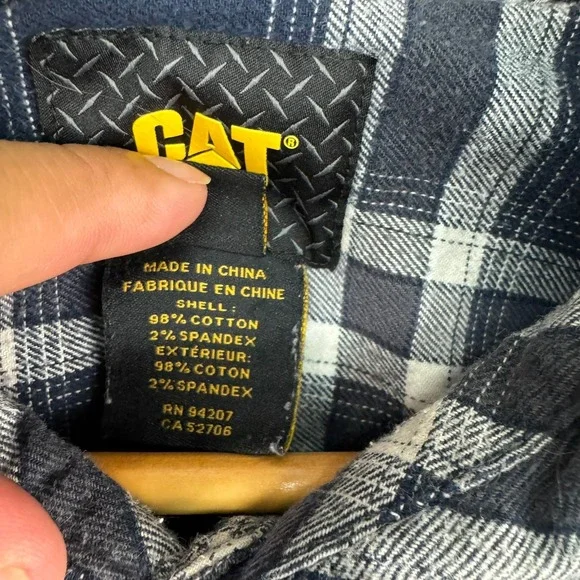 CAT®
MADE IN CHINA
FABRIQUE EN CHINE
SHELL:
98% COTTON
2% SPANDEX
EXTÉRIEUR:
98% COTON
2% SPANDEX
RN 94207
CA 52706